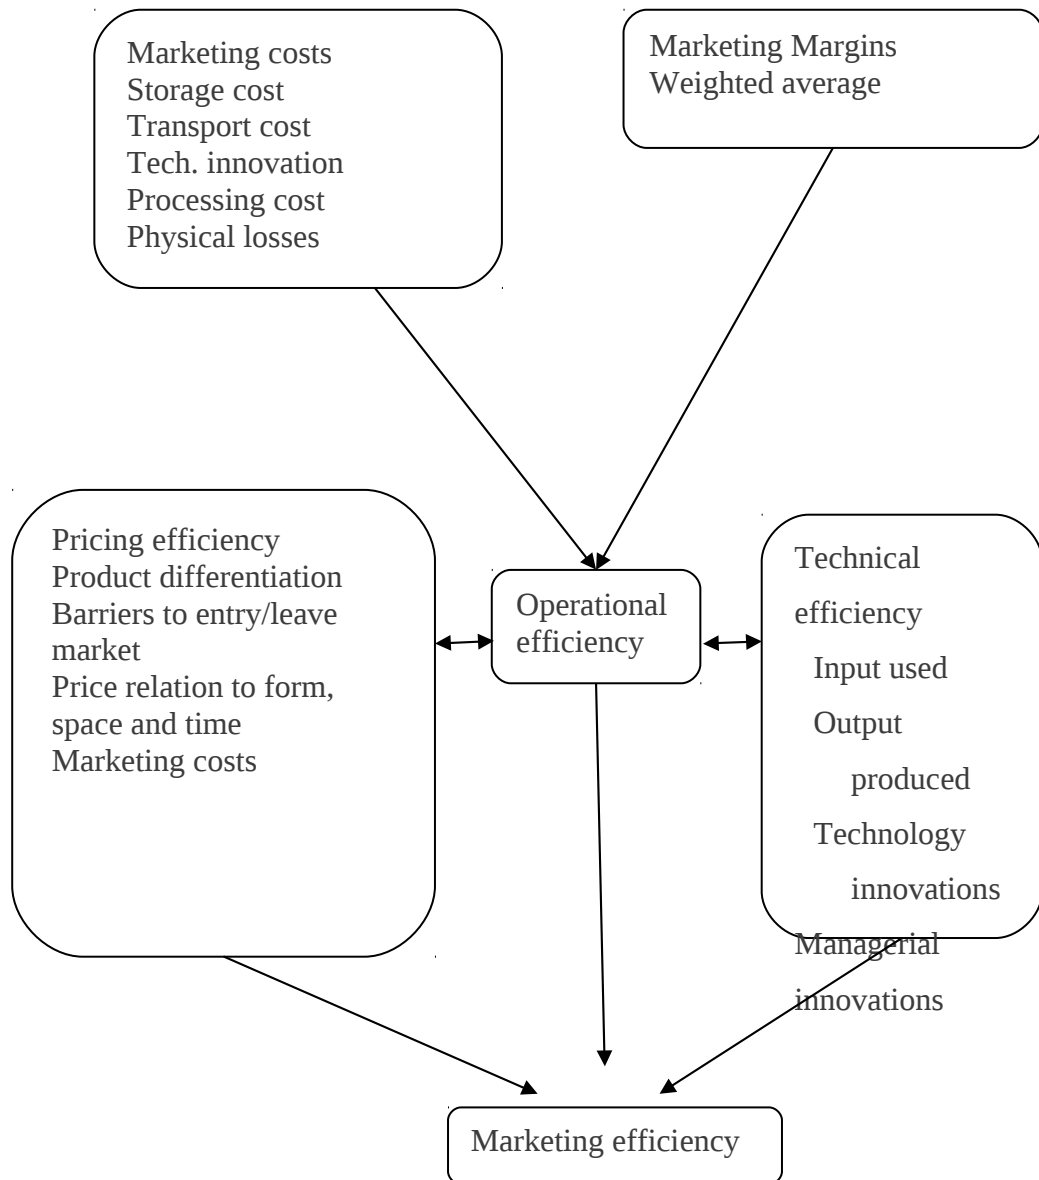 Marketing costs
Storage cost
Transport cost
Tech. innovation
Processing cost
Physical losses
Marketing Margins
Weighted average
Pricing efficiency
Product differentiation
Barriers to entry/leave
market
Price relation to form,
space and time
Marketing costs
Operational
efficiency
Technical
efficiency
Input used
Output
produced
Technology
innovations
Managerial
innovations
Marketing efficiency